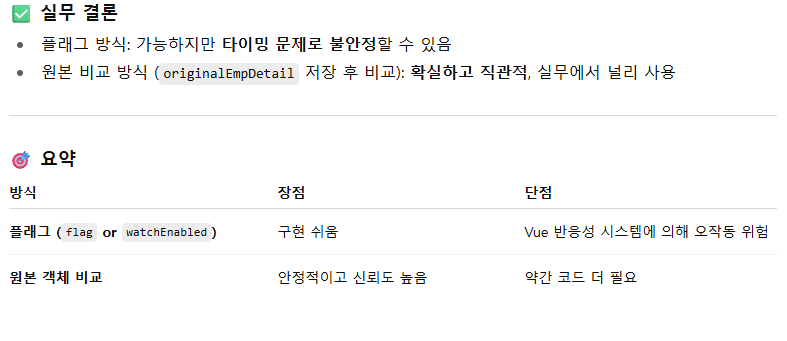 ✅ 실무 결론
• 플래그 방식: 가능하지만 타이밍 문제로 불안정할 수 있음
• 원본 비교 방식 (originalEmpDetail 저장 후 비교): 확실하고 직관적, 실무에서 널리 사용
🎯 요약
방식 장점 단점
플래그 (flag or watchEnabled) 구현 쉬움 Vue 반응성 시스템에 의해 오작동 위험
원본 객체 비교 안정적이고 신뢰도 높음 약간 코드 더 필요